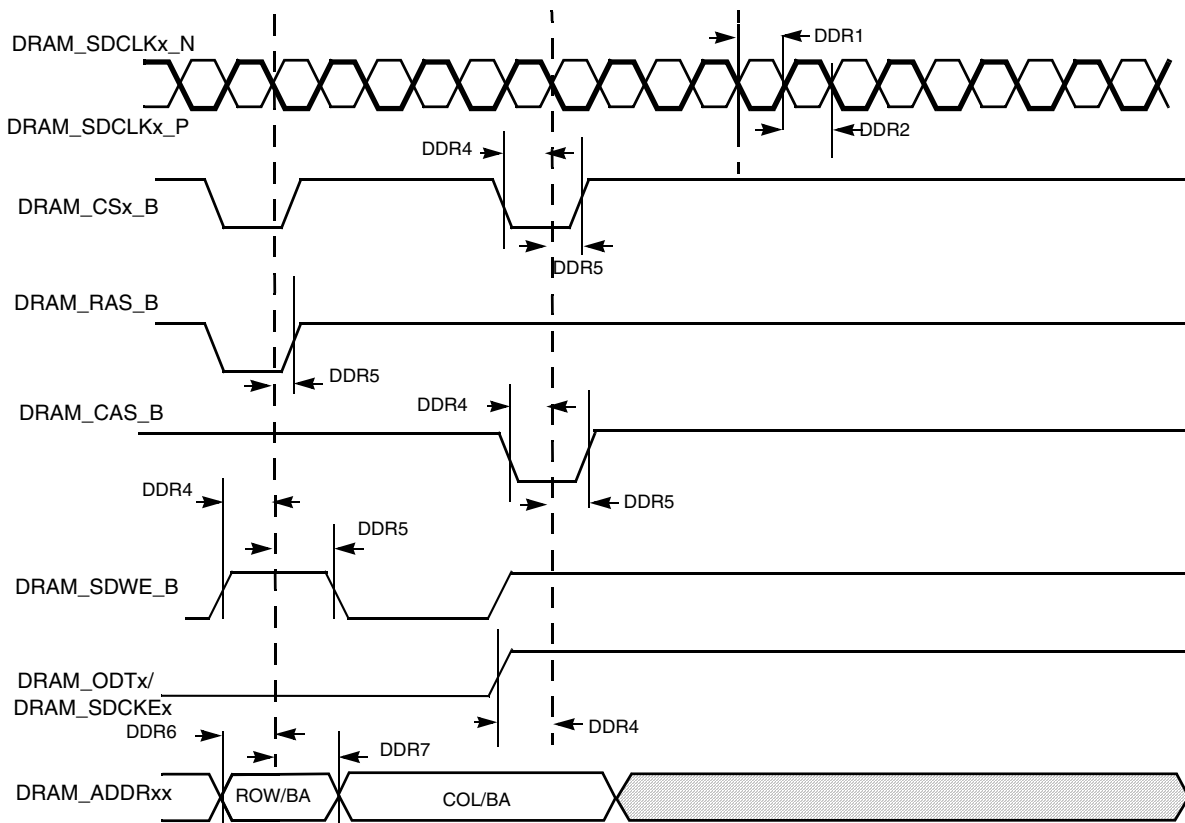 DRAM_SDCLKx_N
DDR1
DRAM_SDCLKx_P
DDR2
DDR4
DRAM_CSx_B
DDR5
DRAM_RAS_B
DDR5
DRAM_CAS_B
DDR4
DDR4
DDR5
DDR5
DRAM_SDWE_B
DRAM_ODTx/
DRAM_SDCKEx
DDR4
DDR6
DDR7
DRAM_ADDRxx
ROW/BA
COL/BA